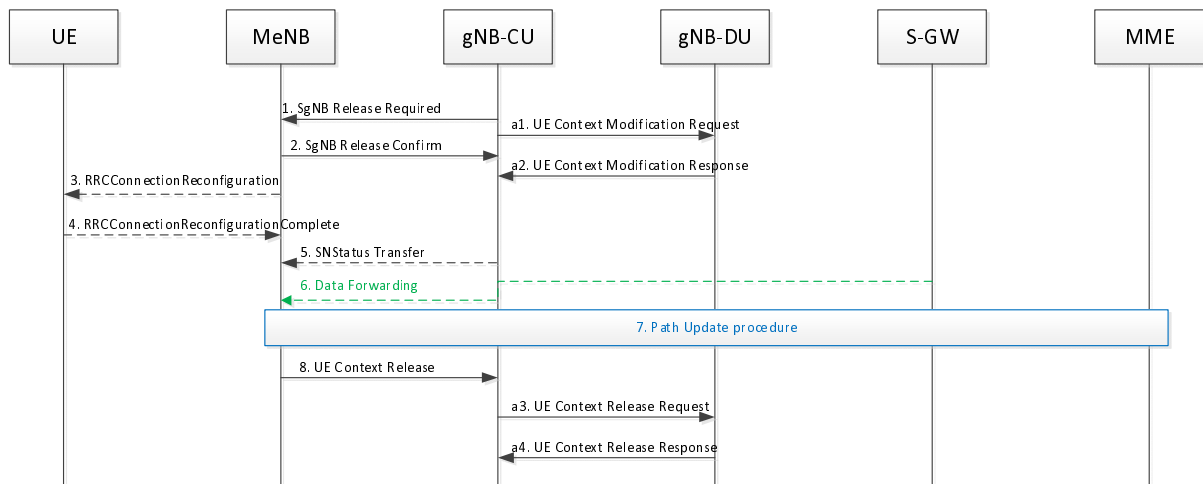 UE
MeNB
gNB-CU
gNB-DU
S-GW
MME
1. SgNB Release Required
a1. UE Context Modification Request
2. SgNB Release Confirm
a2. UE Context Modification Response
3. RRCConnectionReconfiguration
4. RRCConnectionReconfigurationComplete
5. SNStatus Transfer
6. Data Forwarding
7. Path Update procedure
8. UE Context Release
a3. UE Context Release Request
a4. UE Context Release Response